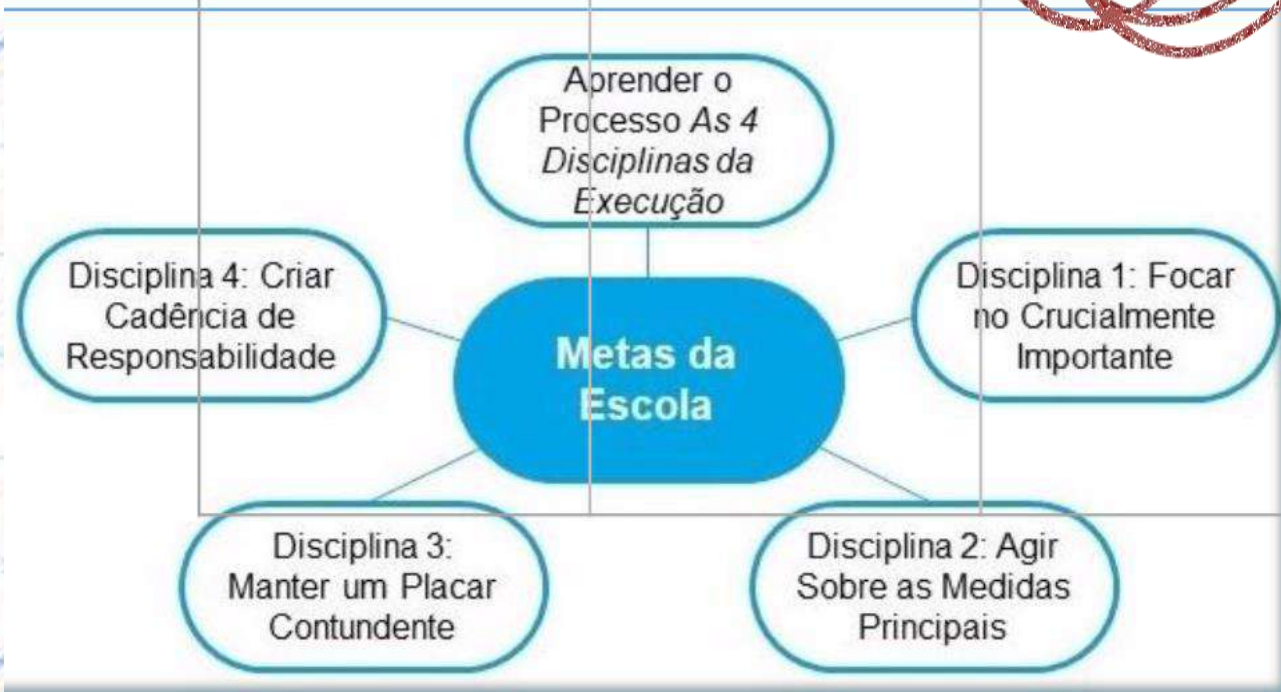 Aprender o
Processo As 4
Disciplinas da
Execução
Disciplina 4: Criar
Cadência de
Responsabilidade
Metas da
Escola
Disciplina 1: Focar
no Crucialmente
Importante
Disciplina 3:
Manter um Placar
Contundente
Disciplina 2: Agir
Sobre as Medidas
Principais